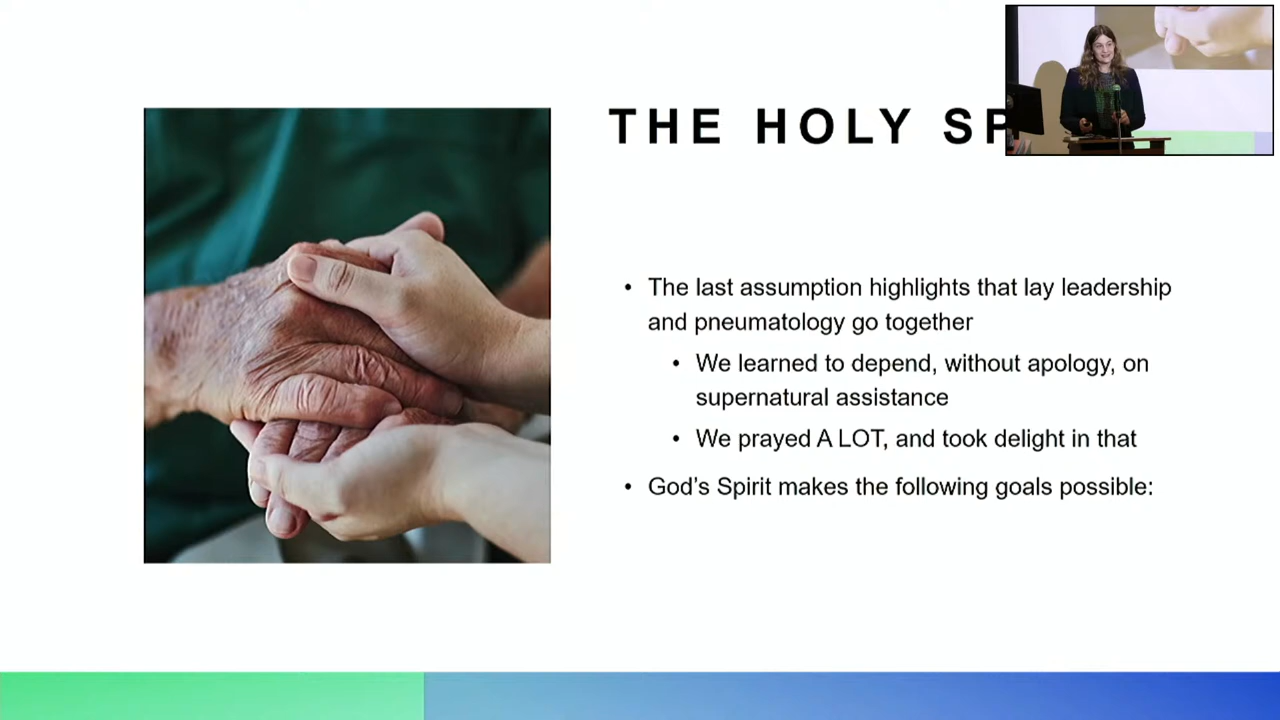 THE HOLY SP
• The last assumption highlights that lay leadership
and pneumatology go together
• We learned to depend, without apology, on
supernatural assistance
• We prayed A LOT, and took delight in that
• God's Spirit makes the following goals possible: